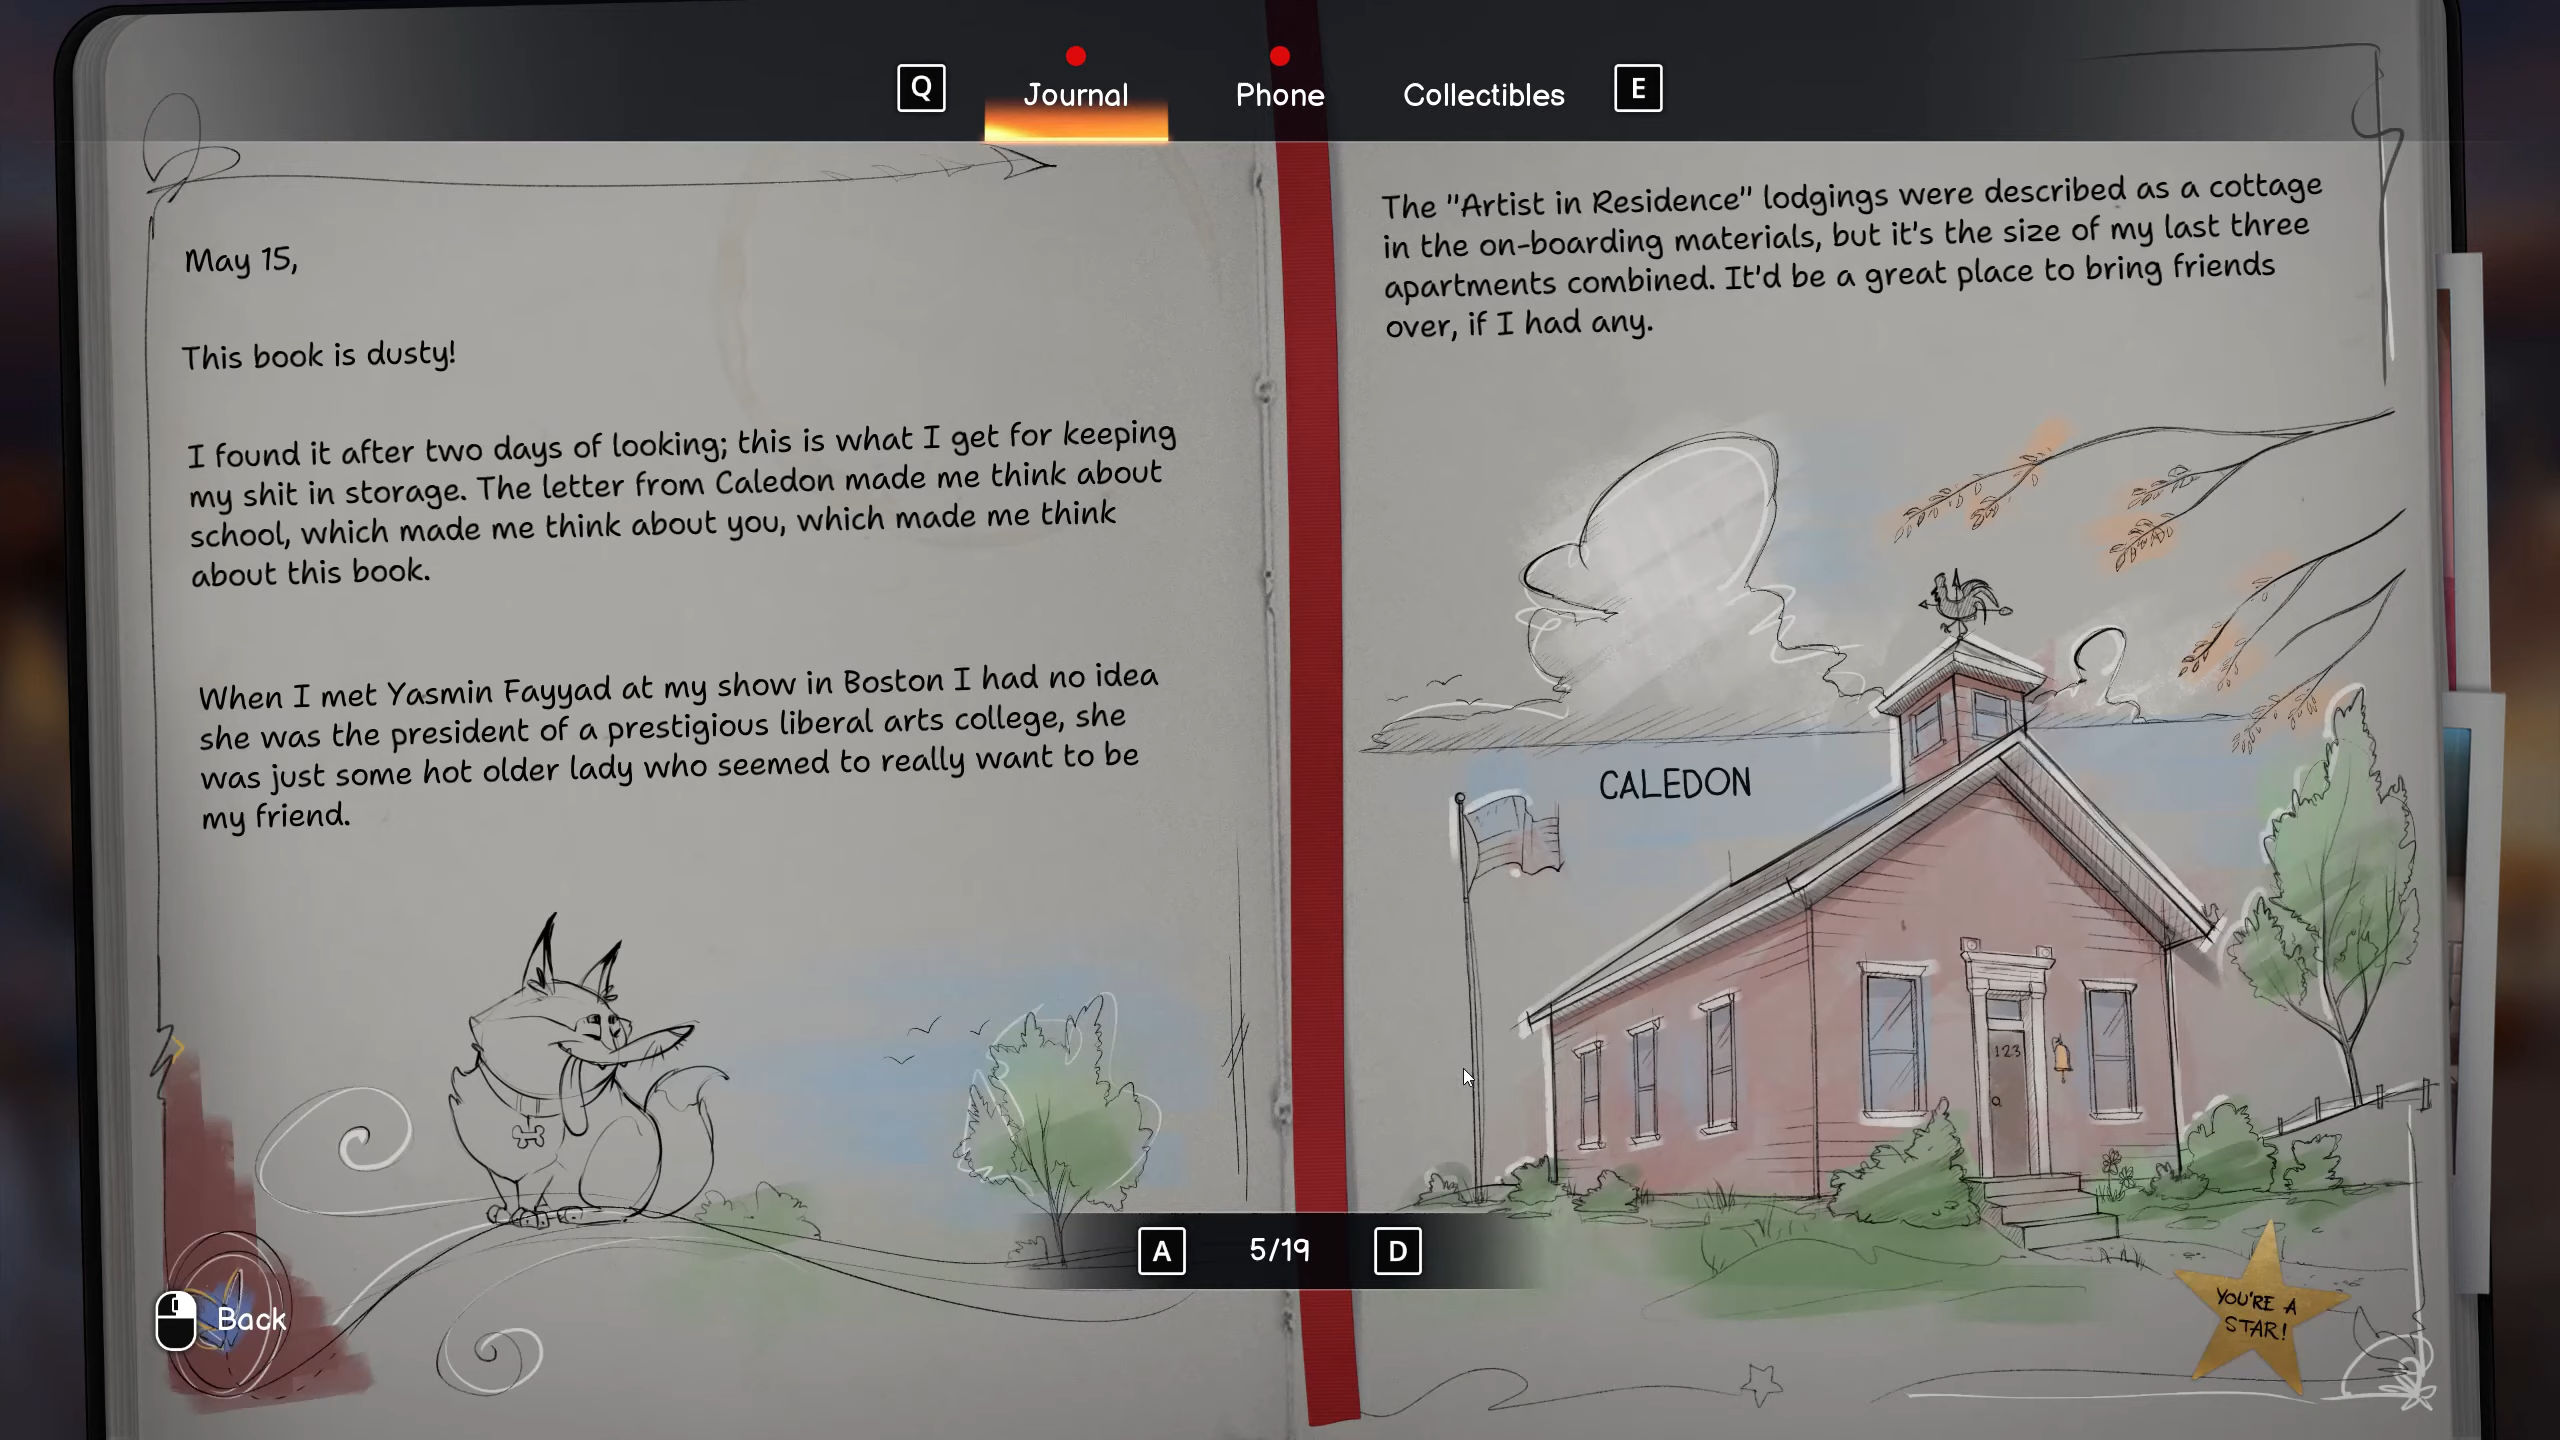 Q
Journal
Phone
Collectibles
E
May 15,
This book is dusty!
I found it after two days of looking; this is what I get for keeping
my shit in storage. The letter from Caledon made me think about
school, which made me think about you, which made me think
about this book.
When I met Yasmin Fayyad at my show in Boston I had no idea
she was the president of a prestigious liberal arts college, she
was just some hot older lady who seemed to really want to be
my friend.
The "Artist in Residence" lodgings were described as a cottage
in the on-boarding materials, but it's the size of my last three
apartments combined. It'd be a great place to bring friends
over, if I had any.
CALEDON
123
YOU'RE A
STAR!
A
5/19
D
Back